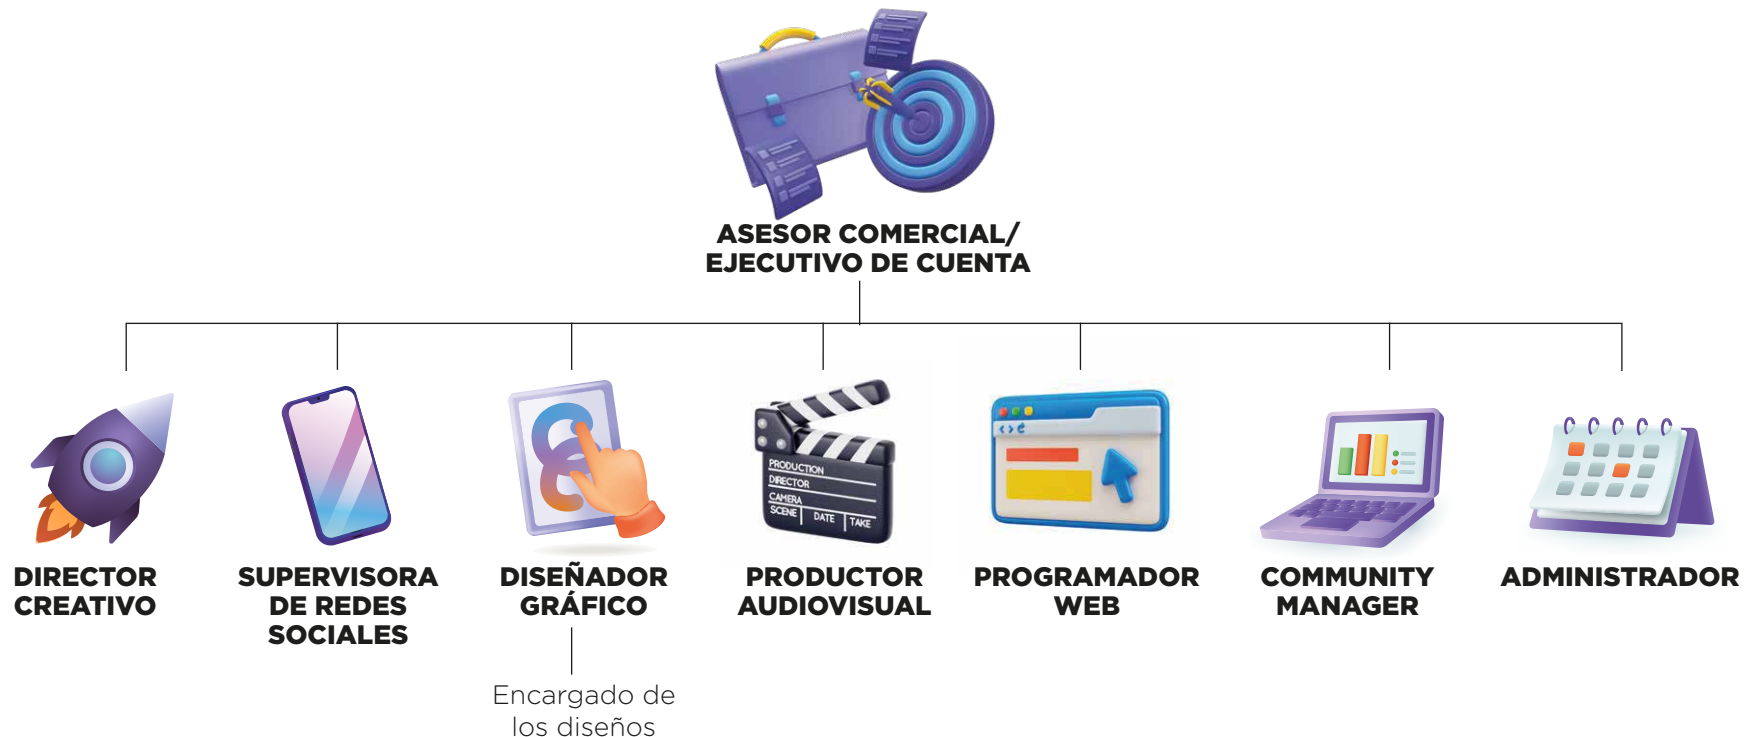 ASESOR COMERCIAL/
EJECUTIVO DE CUENTA
PRODUCTION
DIRECTOR
CAMERA
SCENE DATE TAKE
DIRECTOR
CREATIVO
SUPERVISORA
DE REDES
SOCIALES
DISEÑADOR
GRÁFICO
PRODUCTOR
AUDIOVISUAL
PROGRAMADOR
WEB
COMMUNITY
MANAGER
ADMINISTRADOR
Encargado de
los diseños